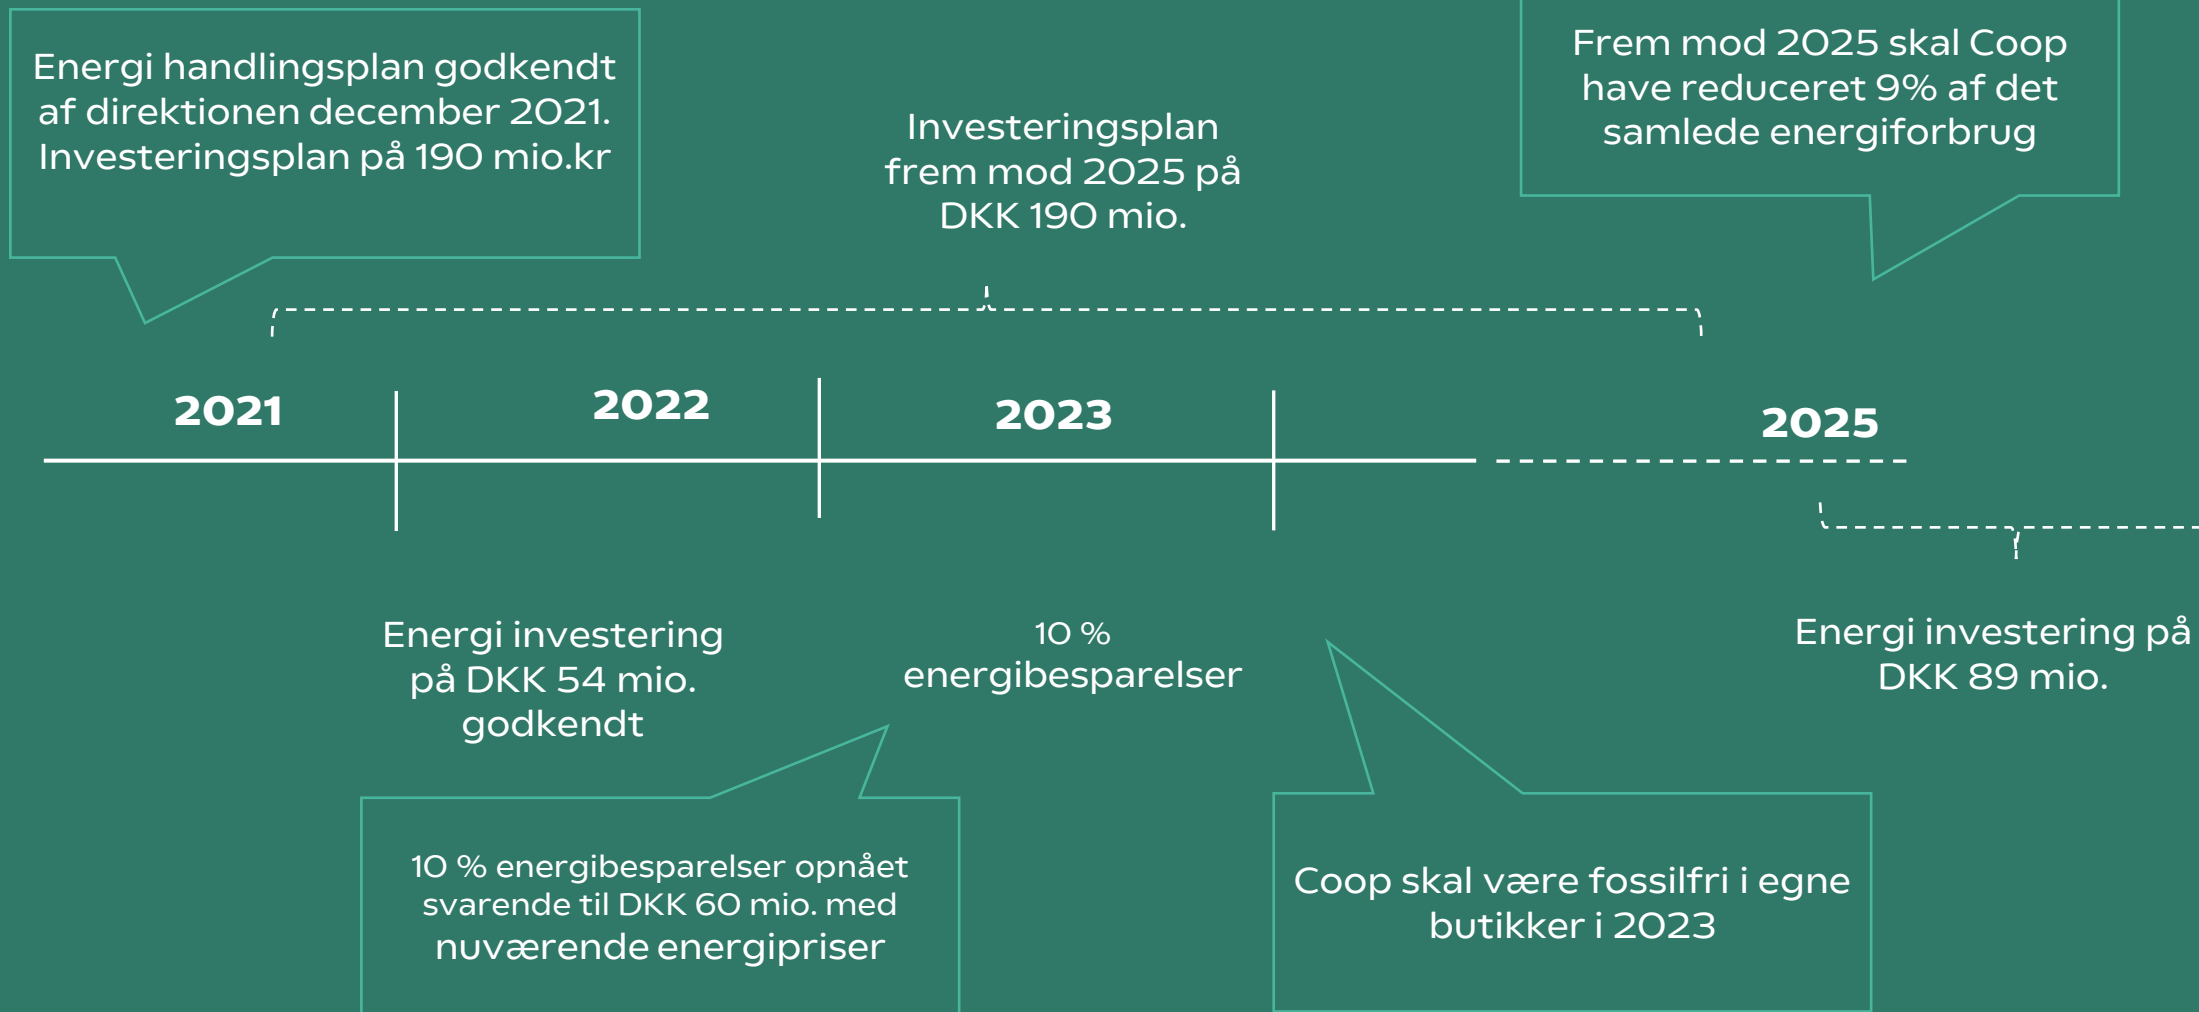 Energi handlingsplan godkendt
af direktionen december 2021.
Investeringsplan på 190 mio.kr
Investeringsplan
frem mod 2025 på
DKK 190 mio.
Frem mod 2025 skal Coop
have reduceret 9% af det
samlede energiforbrug
2021
2022
2023
2025
Energi investering
på DKK 54 mio.
godkendt
10 %
energibesparelser
Energi investering på
DKK 89 mio.
10 % energibesparelser opnået
svarende til DKK 60 mio. med
nuværende energipriser
Coop skal være fossilfri i egne
butikker i 2023